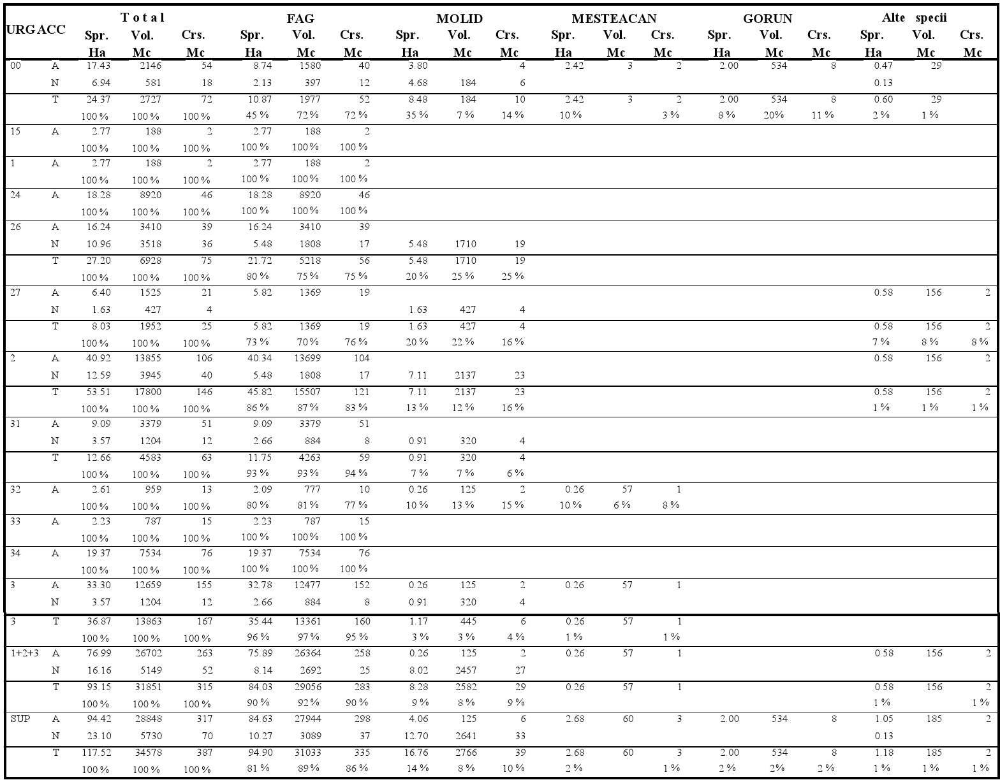 T o t a l FAG MOLID MESTEACAN GORUN Alte specii
URG ACC Spr. Vol. Crs. Spr. Vol. Crs. Spr. Vol. Crs. Spr. Vol. Crs. Spr. Vol. Crs. Spr. Vol. Crs.
Ha Mc Mc Ha Mc Mc Ha Mc Mc Ha Mc Mc Ha Mc Mc Ha Mc Mc
00 A 17.43 2146 54 8.74 1580 40 3.80 4 2.42 3 2 2.00 534 8 0.47 29
N 6.94 581 18 2.13 397 12 4.68 184 6 0.13
T 24.37 2727 72 10.87 1977 52 8.48 184 10 2.42 3 2 2.00 534 8 0.60 29
100 % 100 % 100 % 45 % 72 % 72 % 35 % 7 % 14 % 10 % 3 % 8 % 20% 11 % 2 % 1 %
15 A 2.77 188 2 2.77 188 2
100 % 100 % 100 % 100 % 100 % 100 %
1 A 2.77 188 2 2.77 188 2
100 % 100 % 100 % 100 % 100 % 100 %
24 A 18.28 8920 46 18.28 8920 46
100 % 100 % 100 % 100 % 100 % 100 %
26 A 16.24 3410 39 16.24 3410 39
N 10.96 3518 36 5.48 1808 17 5.48 1710 19
T 27.20 6928 75 21.72 5218 56 5.48 1710 19
100 % 100 % 100 % 80 % 75 % 75 % 20 % 25 % 25 %
27 A 6.40 1525 21 5.82 1369 19 0.58 156 2
N 1.63 427 4 1.63 427 4
T 8.03 1952 25 5.82 1369 19 1.63 427 4 0.58 156 2
100 % 100 % 100 % 73 % 70 % 76 % 20 % 22 % 16 % 7 % 8 % 8 %
2 A 40.92 13855 106 40.34 13699 104 0.58 156 2
N 12.59 3945 40 5.48 1808 17 7.11 2137 23
T 53.51 17800 146 45.82 15507 121 7.11 2137 23 0.58 156 2
100 % 100 % 100 % 86 % 87 % 83 % 13 % 12 % 16 % 1 % 1 % 1 %
31 A 9.09 3379 51 9.09 3379 51
N 3.57 1204 12 2.66 884 8 0.91 320 4
T 12.66 4583 63 11.75 4263 59 0.91 320 4
100 % 100 % 100 % 93 % 93 % 94 % 7 % 7 % 6 %
32 A 2.61 959 13 2.09 777 10 0.26 125 2 0.26 57 1
100 % 100 % 100 % 80 % 81 % 77 % 10 % 13 % 15 % 10 % 6 % 8 %
33 A 2.23 787 15 2.23 787 15
100 % 100 % 100 % 100 % 100 % 100 %
34 A 19.37 7534 76 19.37 7534 76
100 % 100 % 100 % 100 % 100 % 100 %
3 A 33.30 12659 155 32.78 12477 152 0.26 125 2 0.26 57 1
N 3.57 1204 12 2.66 884 8 0.91 320 4
3 T 36.87 13863 167 35.44 13361 160 1.17 445 6 0.26 57 1
100 % 100 % 100 % 96 % 97 % 95 % 3 % 3 % 4 % 1 % 1 %
1+2+3 A 76.99 26702 263 75.89 26364 258 0.26 125 2 0.26 57 1 0.58 156 2
N 16.16 5149 52 8.14 2692 25 8.02 2457 27
T 93.15 31851 315 84.03 29056 283 8.28 2582 29 0.26 57 1 0.58 156 2
100 % 100 % 100 % 90 % 92 % 90 % 9 % 8 % 9 % 1 % 1 %
SUP A 94.42 28848 317 84.63 27944 298 4.06 125 6 2.68 60 3 2.00 534 8 1.05 185 2
N 23.10 5730 70 10.27 3089 37 12.70 2641 33 0.13
T 117.52 34578 387 94.90 31033 335 16.76 2766 39 2.68 60 3 2.00 534 8 1.18 185 2
100 % 100 % 100 % 81 % 89 % 86 % 14 % 8 % 10 % 2 % 1 % 2 % 2% 2 % 1 % 1 % 1 %